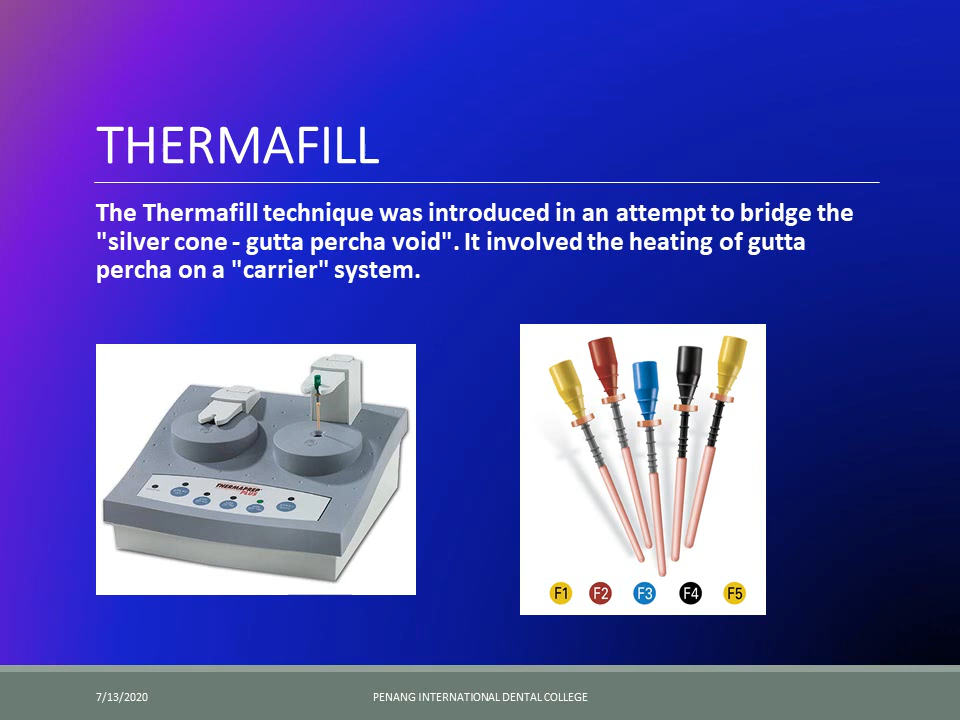 THERMAFILL
The Thermafill technique was introduced in an attempt to bridge the
"silver cone - gutta percha void". It involved the heating of gutta
percha on a "carrier" system.
THERMAPREP
PLUS
F1 F2 F3 F4 F5
7/13/2020 PENANG INTERNATIONAL DENTAL COLLEGE